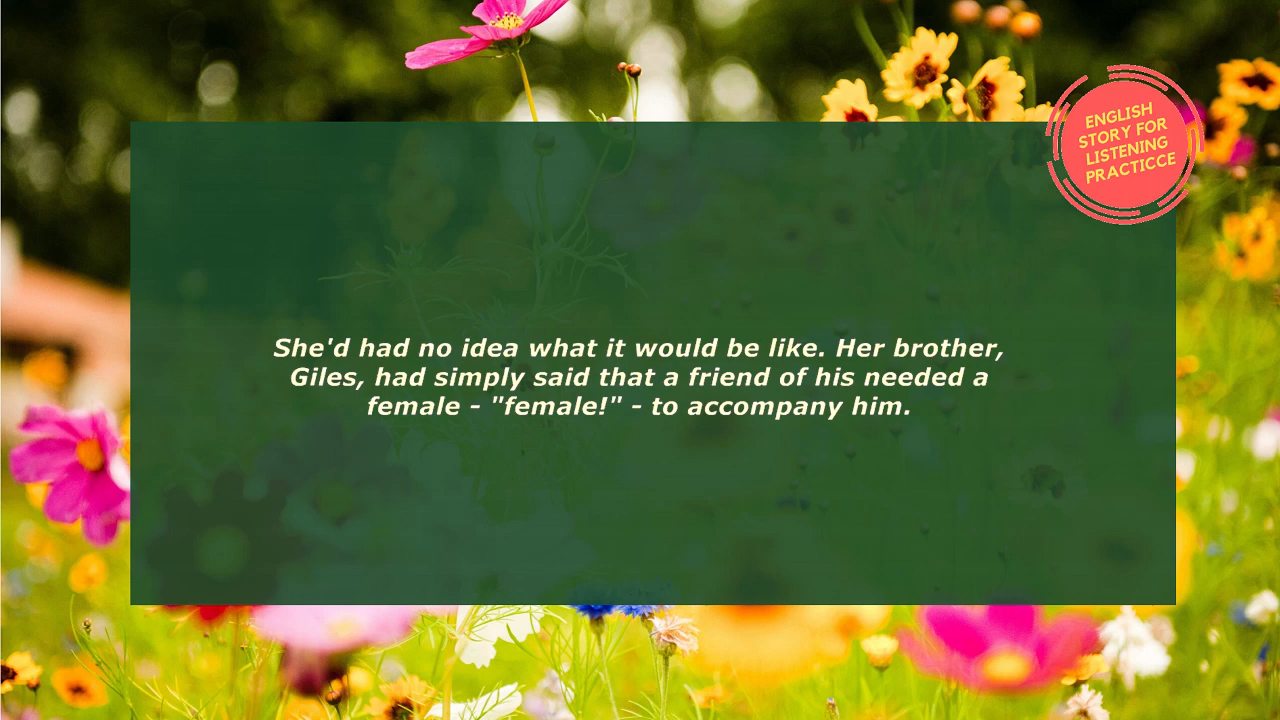 ENGLISH
STORY FOR
LISTENING
PRACTICCE
She'd had no idea what it would be like. Her brother,
Giles, had simply said that a friend of his needed a
female - "female!" - to accompany him.